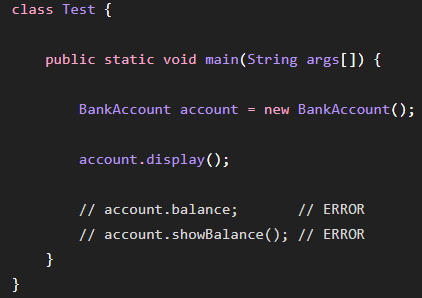 class Test {
    public static void main(String args[]) {
        BankAccount account = new BankAccount();
        account.display();
        // account.balance;       // ERROR
        // account.showBalance(); // ERROR
    }
}